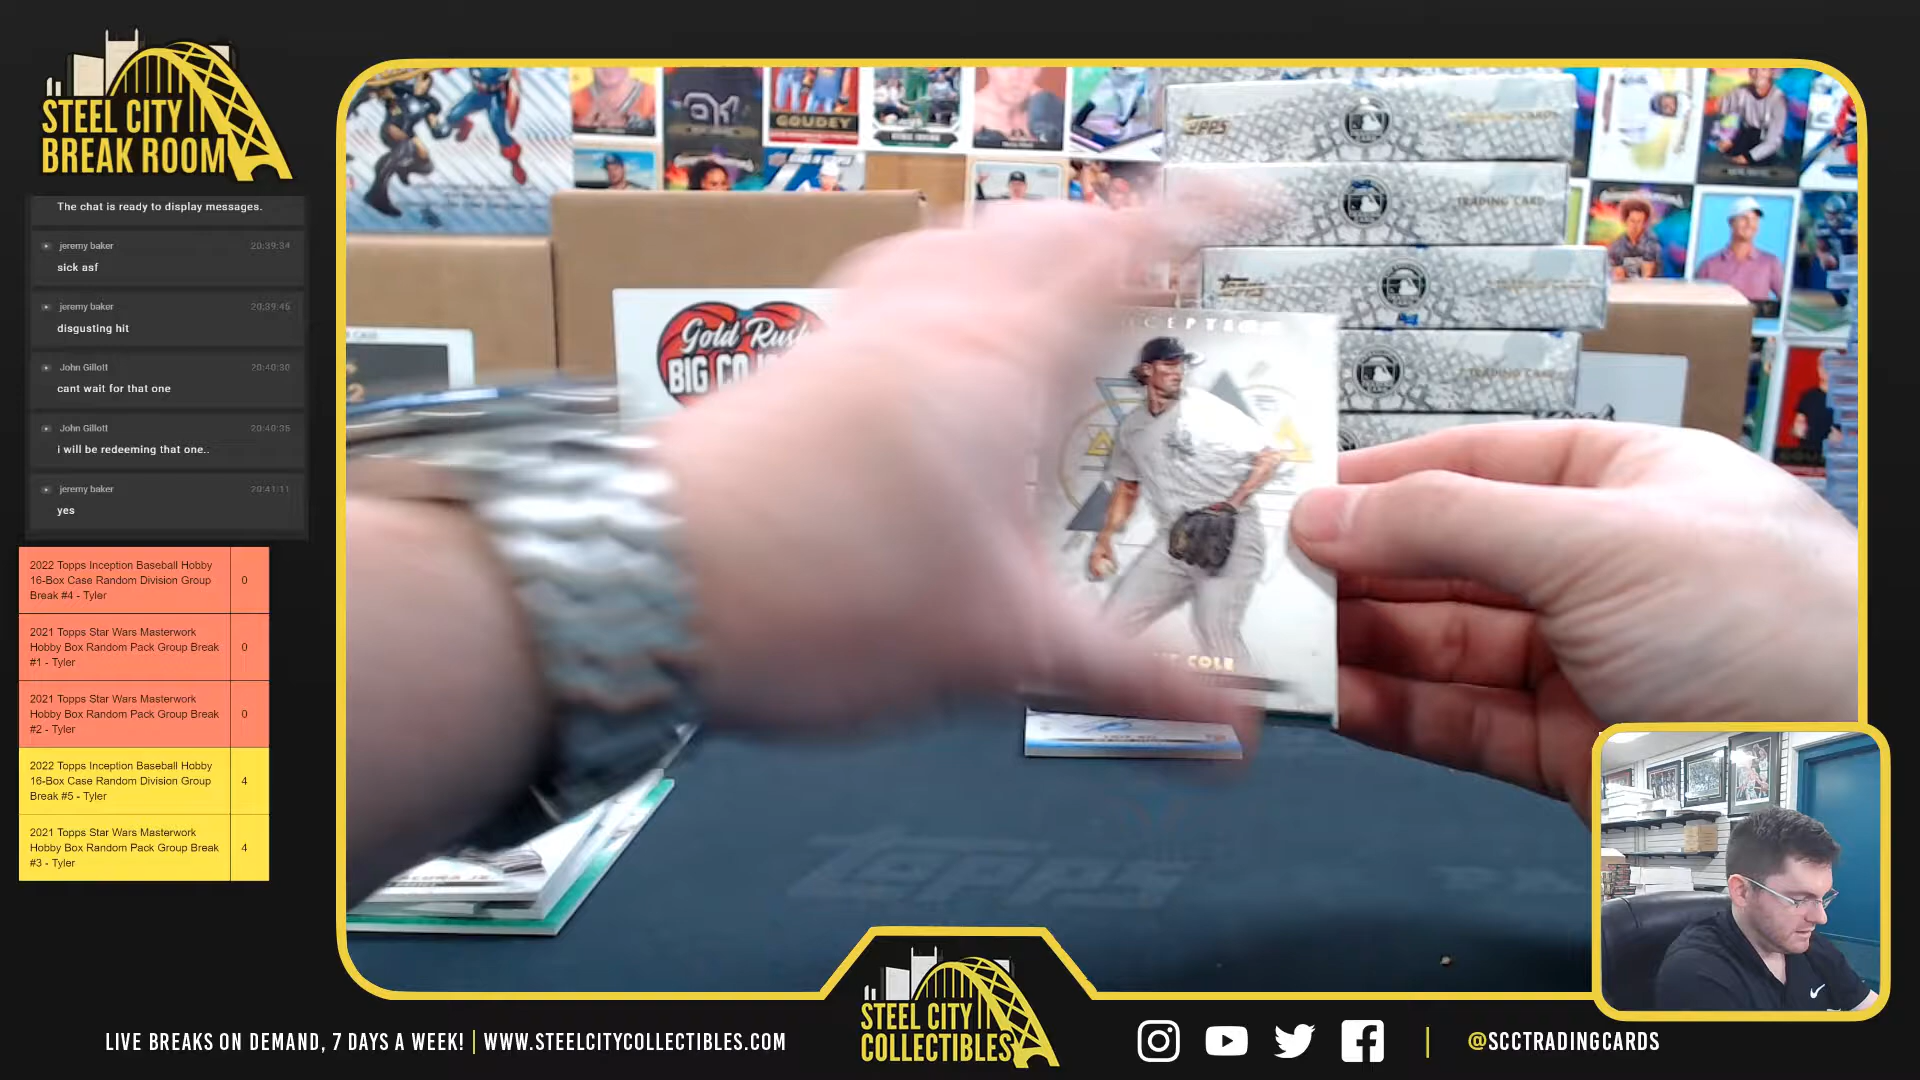 STEEL CITY
BREAK ROOM
The chat is ready to display messages.
jeremy baker 20:39:34
sick asf
jeremy baker 20:39:45
disgusting hit
John Gillott 20:40:30
cant wait for that one
John Gillott 20:40:35
i will be redeeming that one..
jeremy baker 20:41:11
yes
2022 Topps Inception Baseball Hobby
16-Box Case Random Division Group
Break #4 - Tyler
0
2021 Topps Star Wars Masterwork
Hobby Box Random Pack Group Break
#1 - Tyler
0
2021 Topps Star Wars Masterwork
Hobby Box Random Pack Group Break
#2 - Tyler
0
2022 Topps Inception Baseball Hobby
16-Box Case Random Division Group
Break #5 - Tyler
4
2021 Topps Star Wars Masterwork
Hobby Box Random Pack Group Break
#3 - Tyler
4
GOUDEY
TOPPS
TRADING CARD
Gold Rush
BIG
COLE
Topps
STEEL CITY
COLLECTIBLES
LIVE BREAKS ON DEMAND, 7 DAYS A WEEK! | WWW.STEELCITYCOLLECTIBLES.COM
@SCCTRADINGCARDS